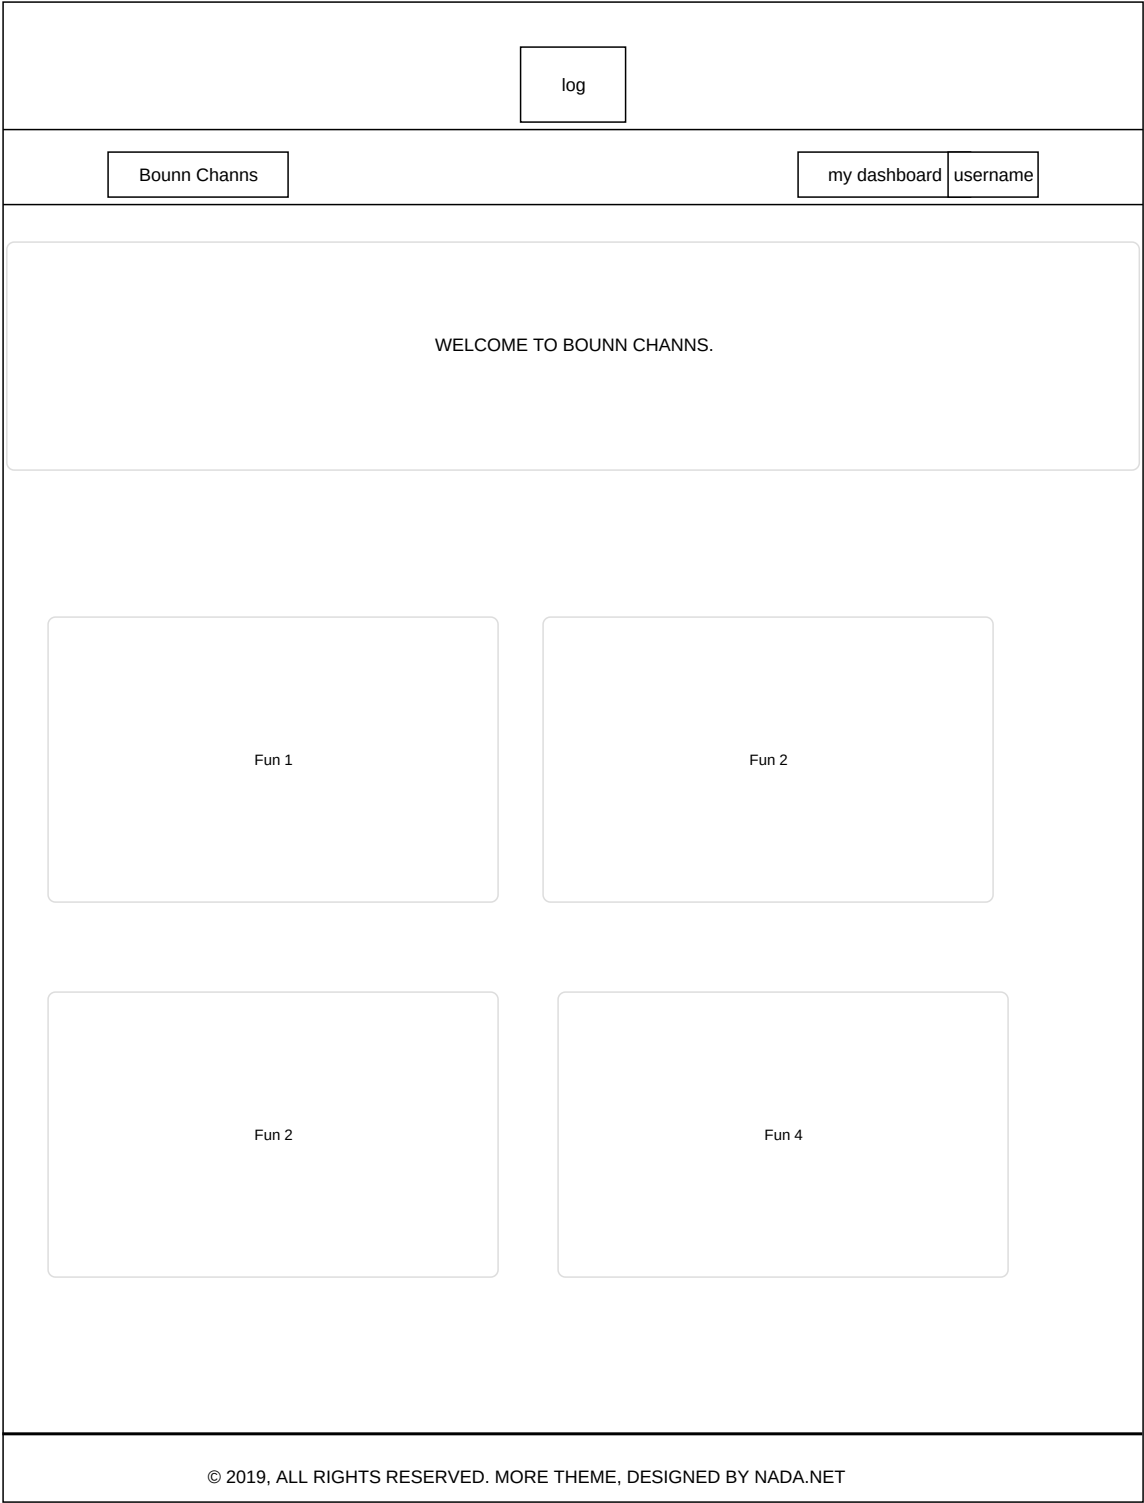 log
Bounn Channs
my dashboard
username
WELCOME TO BOUNN CHANNS.
Fun 1
Fun 2
Fun 2
Fun 4
© 2019, ALL RIGHTS RESERVED. MORE THEME, DESIGNED BY NADA.NET